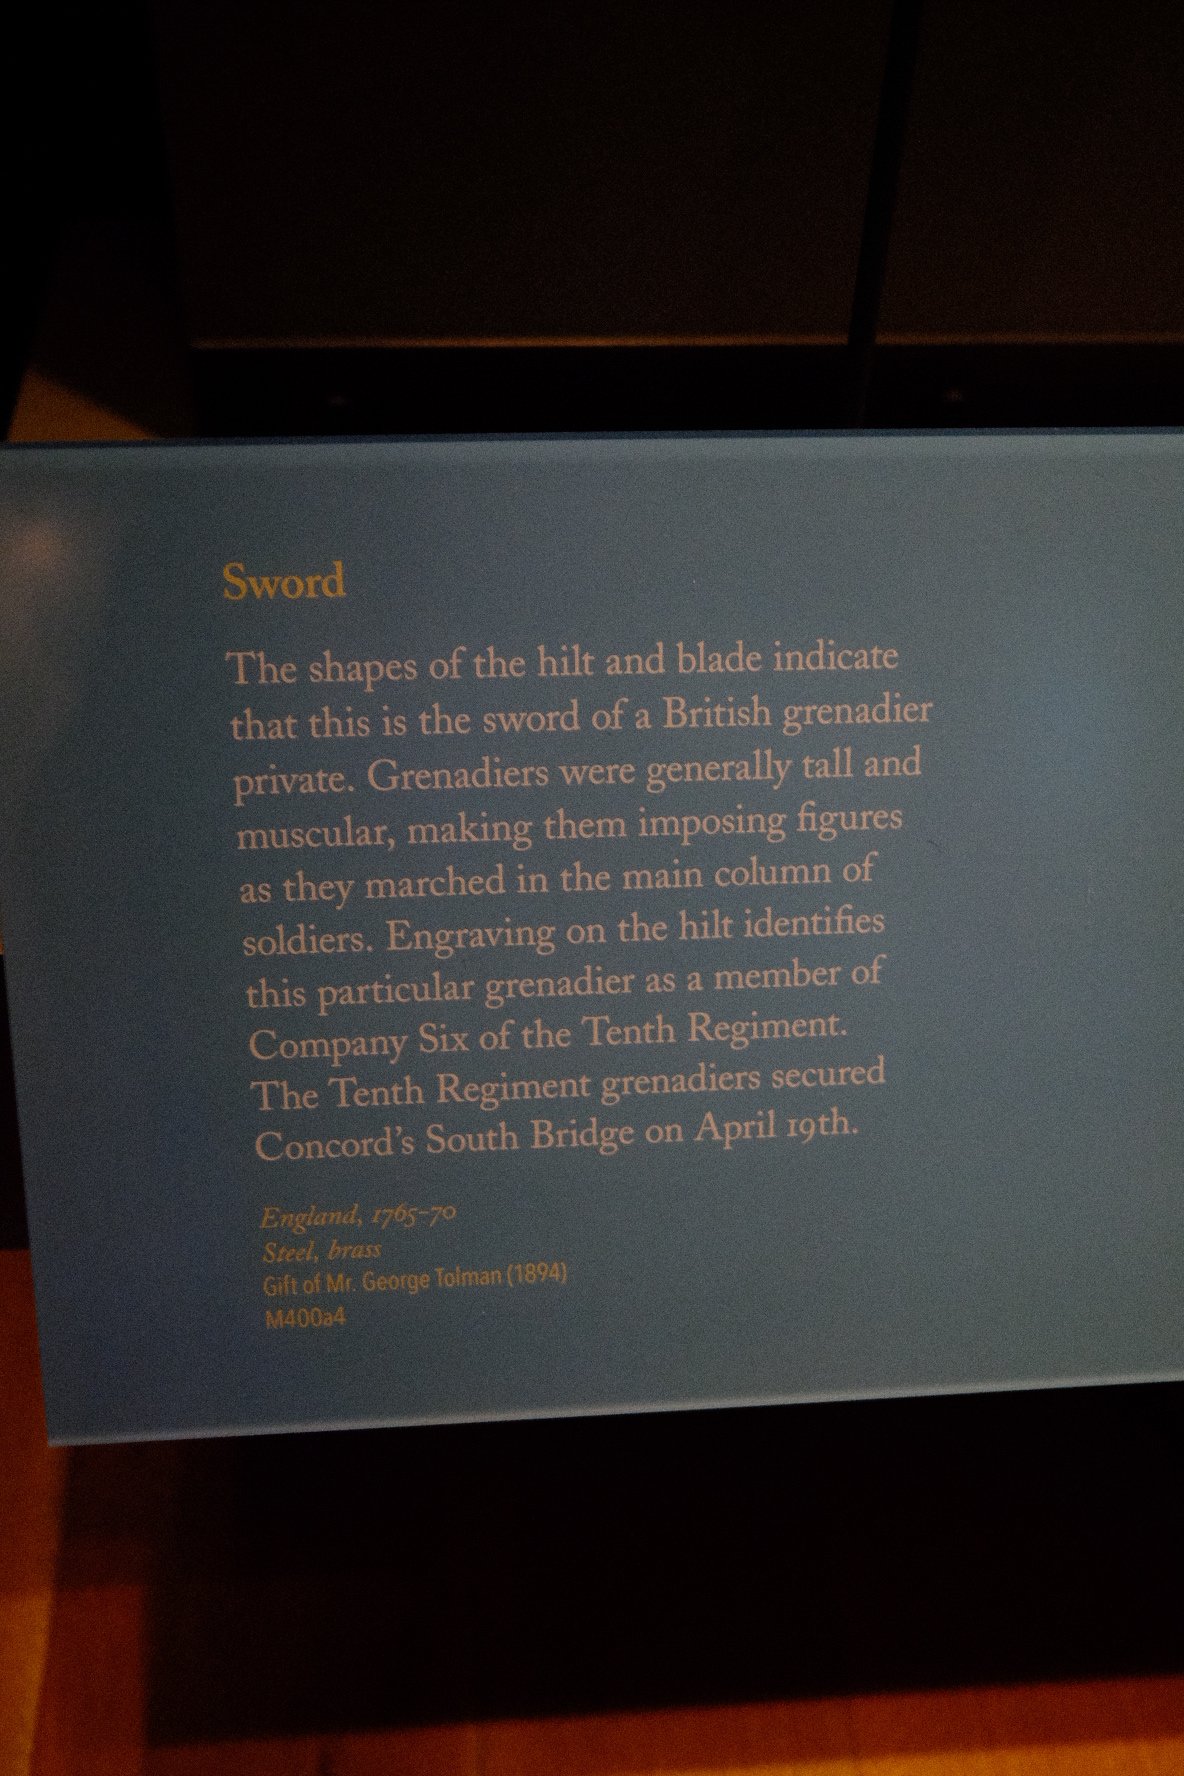 Sword
The shapes of the hilt and blade indicate
that this is the sword of a British grenadier
private. Grenadiers were generally tall and
muscular, making them imposing figures
as they marched in the main column of
soldiers. Engraving on the hilt identifies
this particular grenadier as a member of
Company Six of the Tenth Regiment.
The Tenth Regiment grenadiers secured
Concord’s South Bridge on April 19th.
England, 1765–70
Steel, brass
Gift of Mr. George Tolman (1894)
M400a4